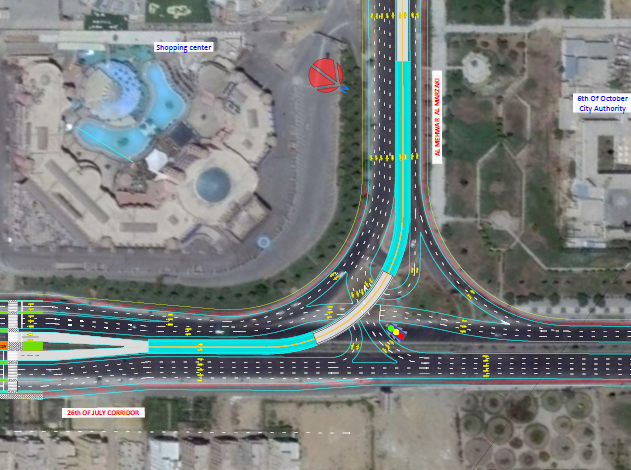 Shopping center
AL MEHWAR AL MARZAKI
6th Of October
City Authority
26th OF JULY CORRIDOR